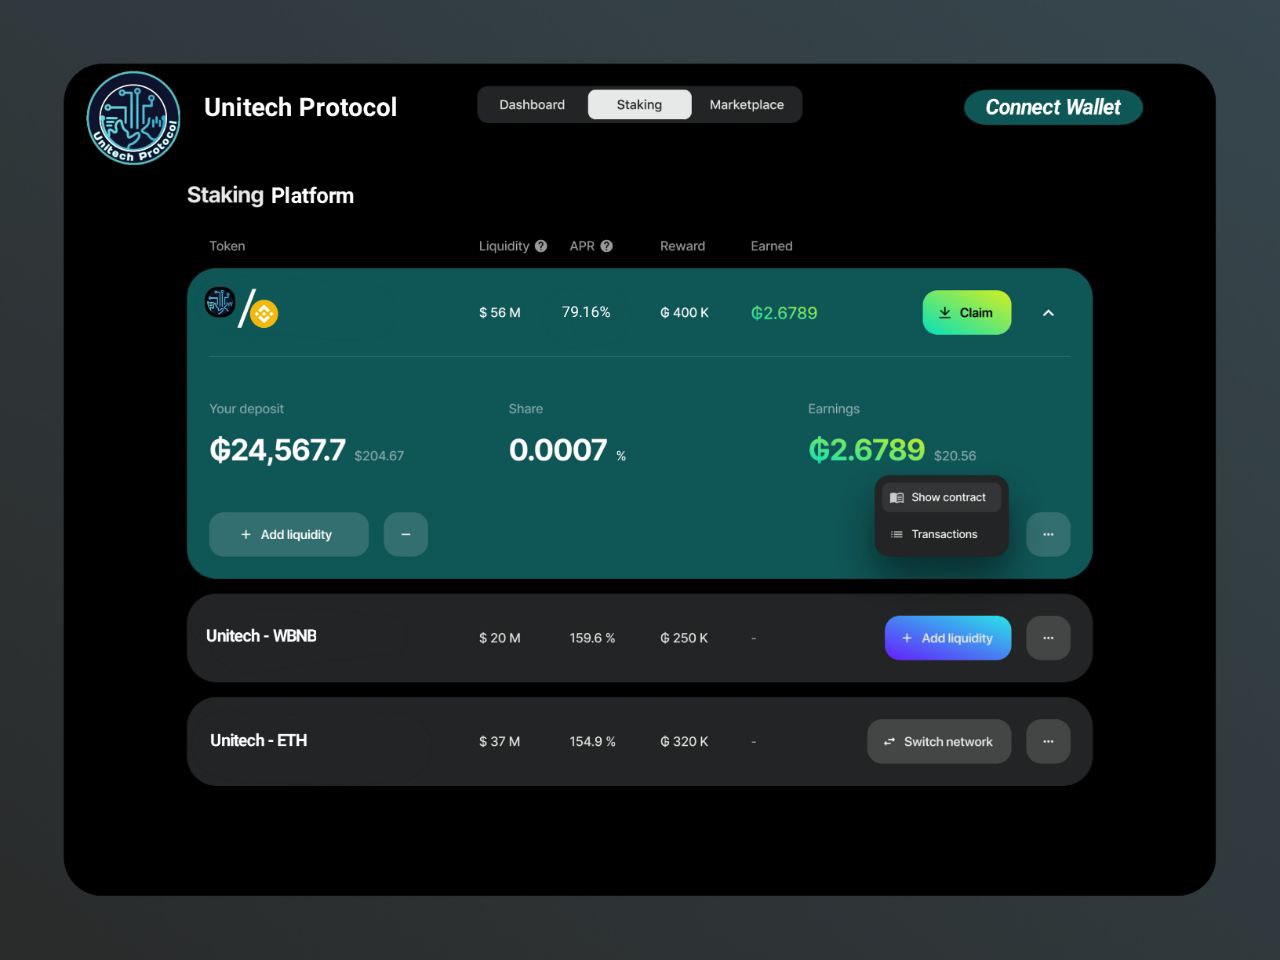 Unitech Protocol
Unitech Protocol
Dashboard Staking Marketplace
Connect Wallet
Staking Platform
Token Liquidity ? APR ? Reward Earned
/ $ 56 M 79.16% ₲ 400 K ₲2.6789 Claim
Your deposit Share Earnings
₲24,567.7 $204.67 0.0007 % ₲2.6789 $20.56
Show contract
+ Add liquidity − Transactions ...
Unitech - WBNB $ 20 M 159.6 % ₲ 250 K - + Add liquidity ...
Unitech - ETH $ 37 M 154.9 % ₲ 320 K - Switch network ...